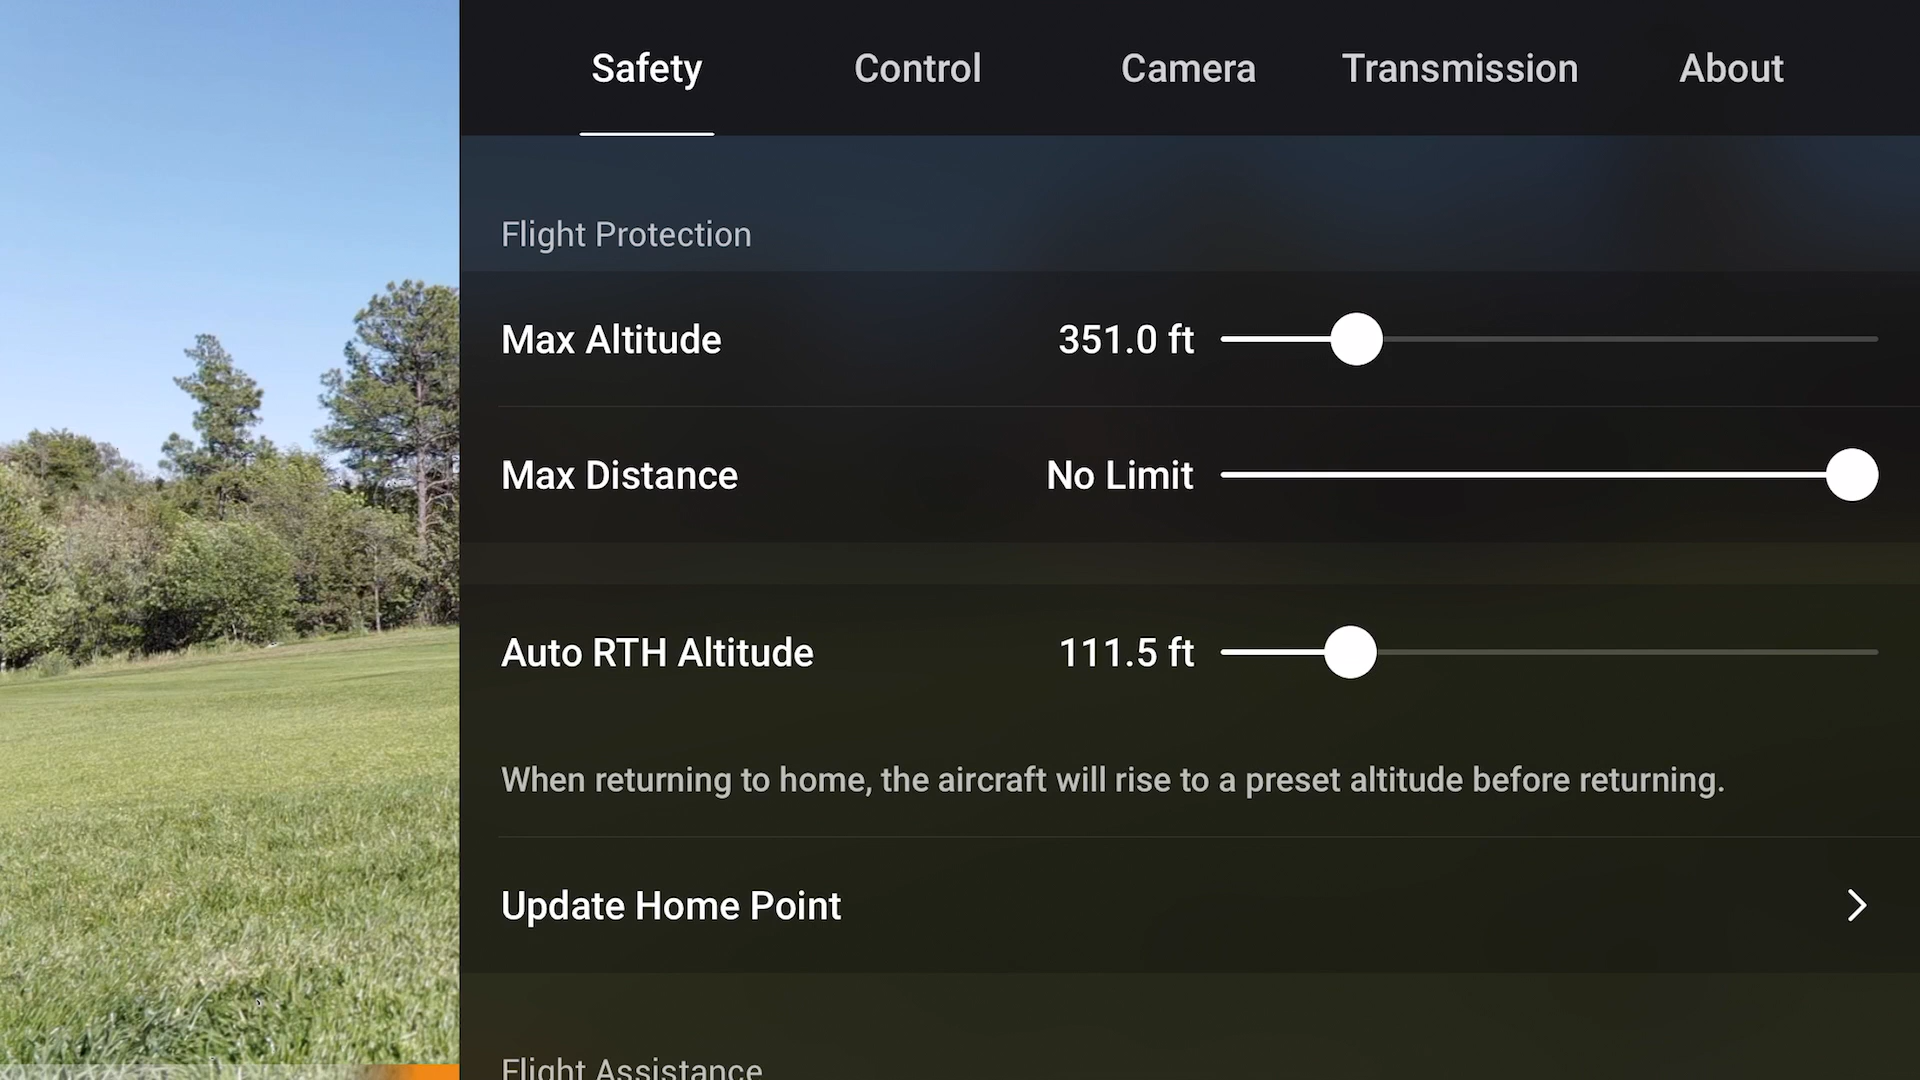 Safety Control Camera Transmission About
Flight Protection
Max Altitude 351.0 ft
Max Distance No Limit
Auto RTH Altitude 111.5 ft
When returning to home, the aircraft will rise to a preset altitude before returning.
Update Home Point
Flight Assistance